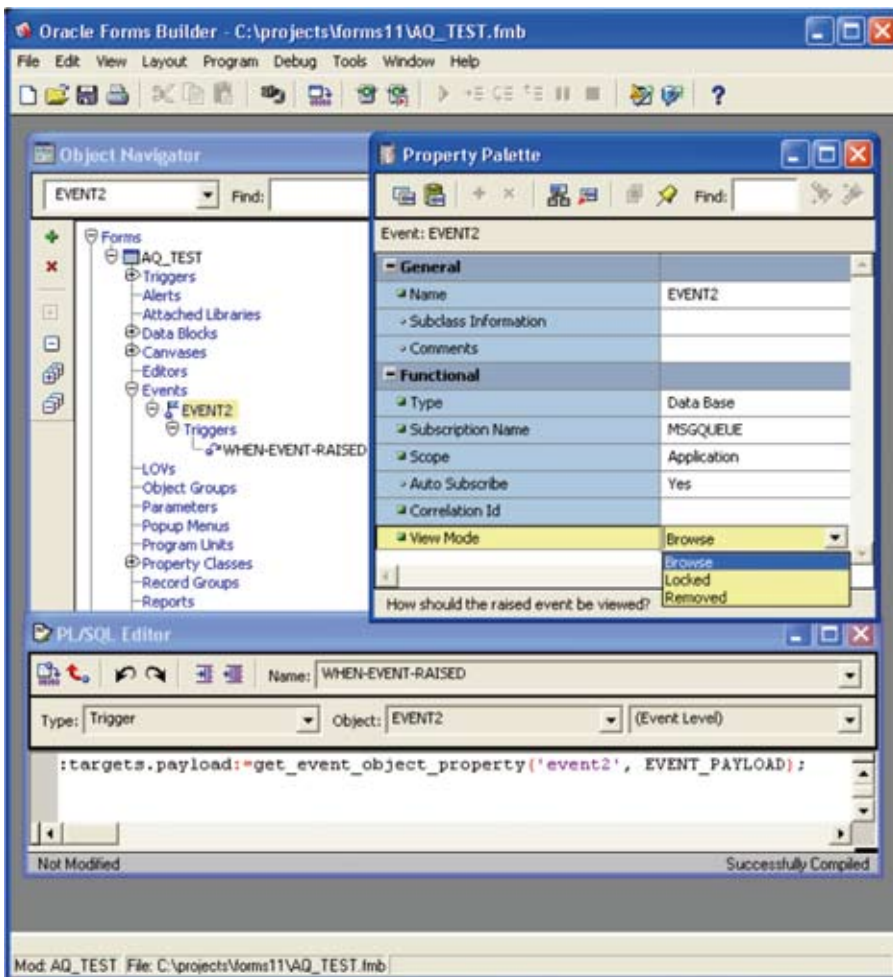 Oracle Forms Builder - C:\projects\forms11\AQ_TEST.fmb
File Edit View Layout Program Debug Tools Window Help
Object Navigator
EVENT2
Find:
Forms
AQ_TEST
Triggers
Alerts
Attached Libraries
Data Blocks
Canvases
Editors
Events
EVENT2
Triggers
WHEN-EVENT-RAISED
LOVs
Object Groups
Parameters
Popup Menus
Program Units
Property Classes
Record Groups
Reports
Property Palette
Find:
Event: EVENT2
General
Name EVENT2
Subclass Information
Comments
Functional
Type Data Base
Subscription Name MSGQUEUE
Scope Application
Auto Subscribe Yes
Correlation Id
View Mode Browse
Browse
Locked
Removed
How should the raised event be viewed?
PL/SQL Editor
Name: WHEN-EVENT-RAISED
Type: Trigger Object: EVENT2 (Event Level)
:targets.payload:=get_event_object_property('event2', EVENT_PAYLOAD);
Not Modified Successfully Compiled
Mod: AQ_TEST File: C:\projects\forms11\AQ_TEST.fmb